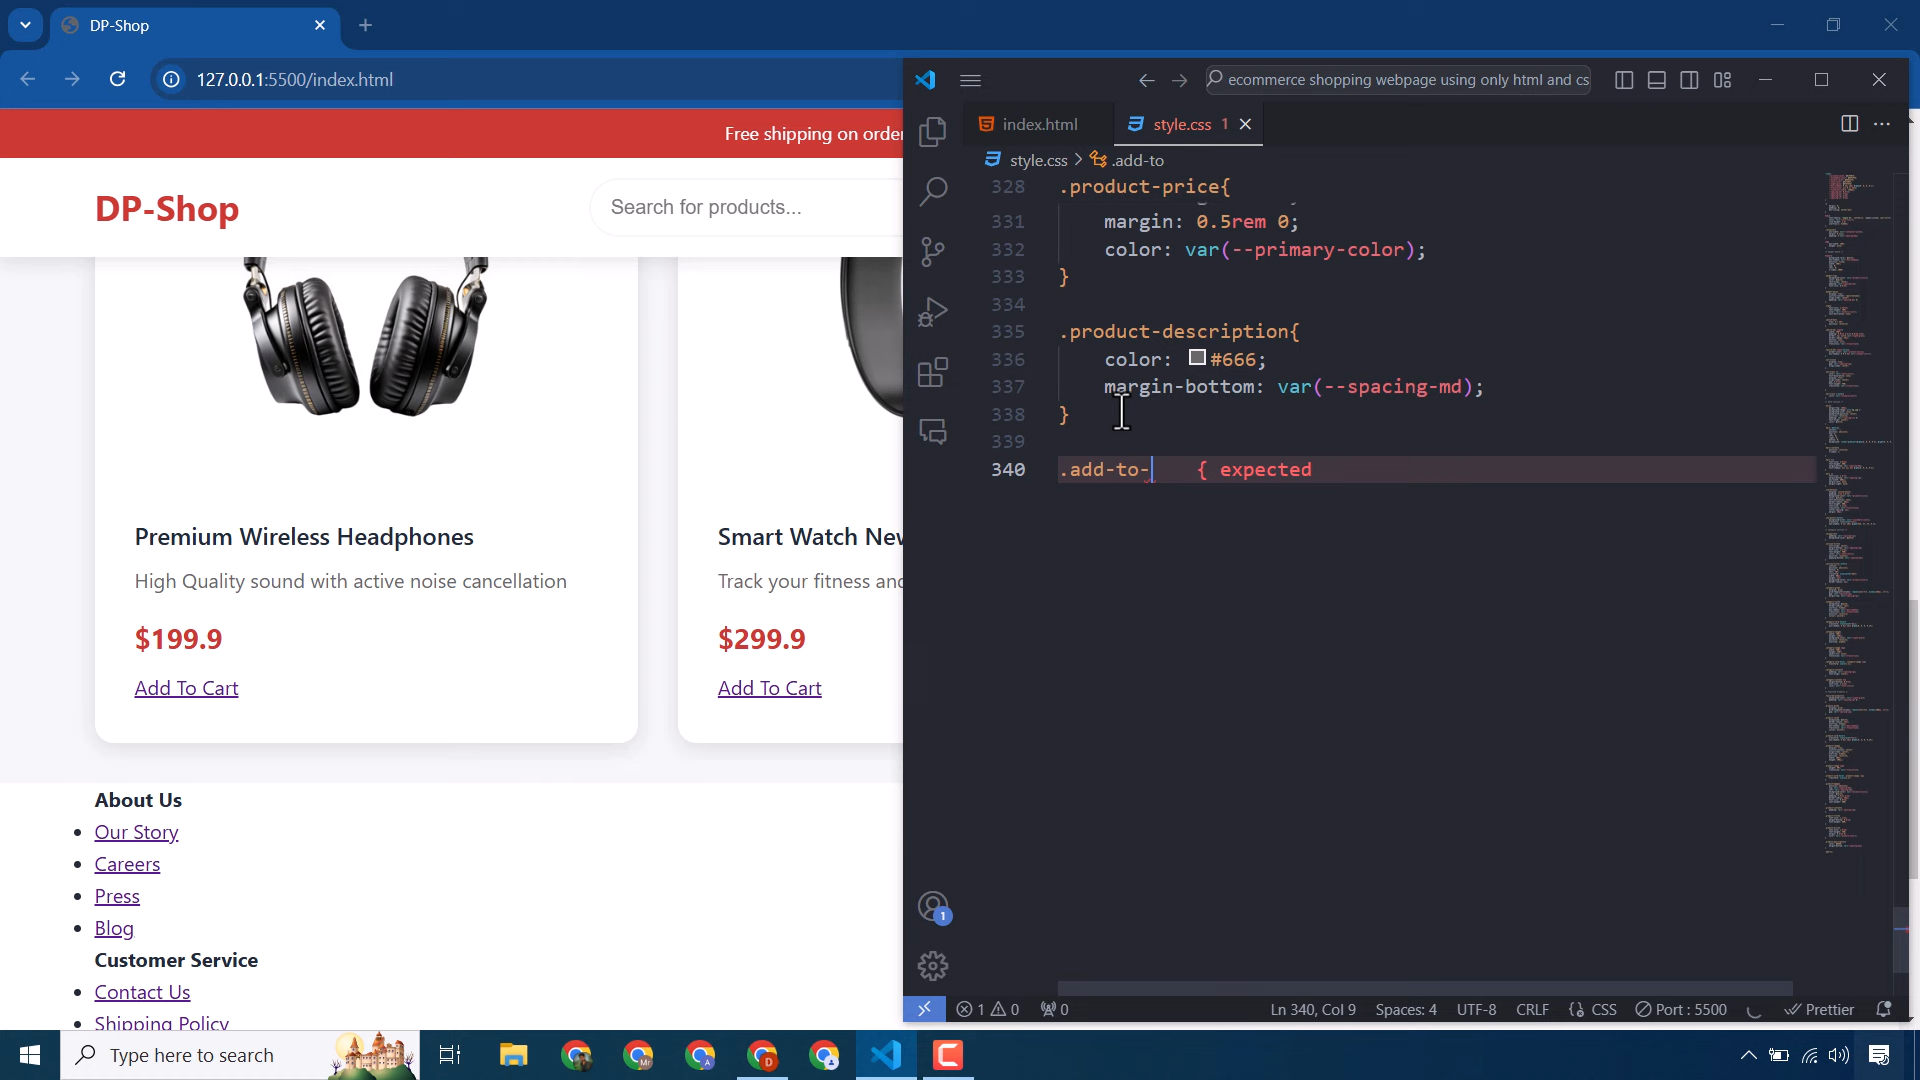 DP-Shop
127.0.0.1:5500/index.html
ecommerce shopping webpage using only html and cs
index.html
style.css 1
Free shipping on order
style.css > .add-to
DP-Shop
Search for products...
328 .product-price{
331 margin: 0.5rem 0;
332 color: var(--primary-color);
333 }
334
335 .product-description{
336 color: #666;
337 margin-bottom: var(--spacing-md);
338 }
339
340 .add-to- { expected
Premium Wireless Headphones
High Quality sound with active noise cancellation
$199.9
Add To Cart
Smart Watch Nev
Track your fitness and
$299.9
Add To Cart
About Us
Our Story
Careers
Press
Blog
Customer Service
Contact Us
Shipping Policy
1
1 0 0 Ln 340, Col 9 Spaces: 4 UTF-8 CRLF {} CSS Port : 5500 Prettier
Type here to search